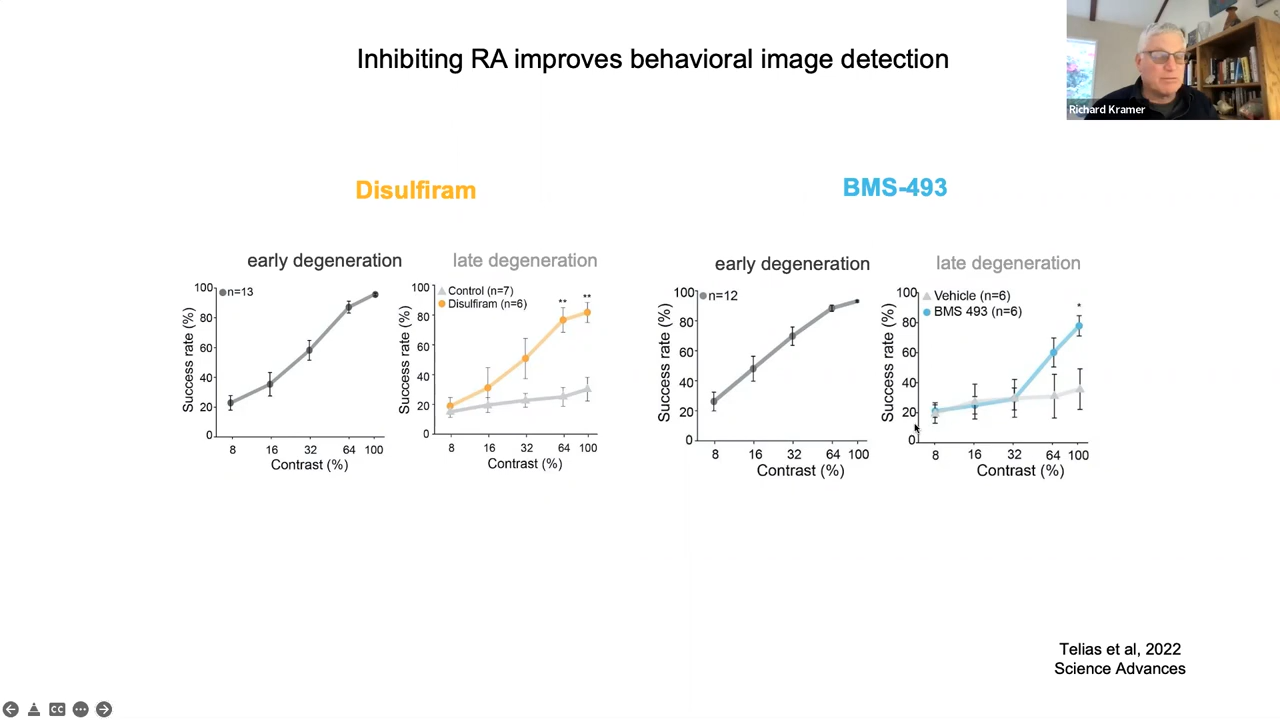 Inhibiting RA improves behavioral image detection
Richard Kramer
Disulfiram
early degeneration
100
80
60
40
20
0
n=13
Success rate (%)
8 16 32 64 100
Contrast (%)
late degeneration
100
80
60
40
20
0
Control (n=7)
Disulfiram (n=6)
** **
Success rate (%)
8 16 32 64 100
Contrast (%)
BMS-493
early degeneration
100
80
60
40
20
0
n=12
Success rate (%)
8 16 32 64 100
Contrast (%)
late degeneration
100
80
60
40
20
0
Vehicle (n=6)
BMS 493 (n=6)
*
Success rate (%)
8 16 32 64 100
Contrast (%)
Telias et al, 2022
Science Advances
CC